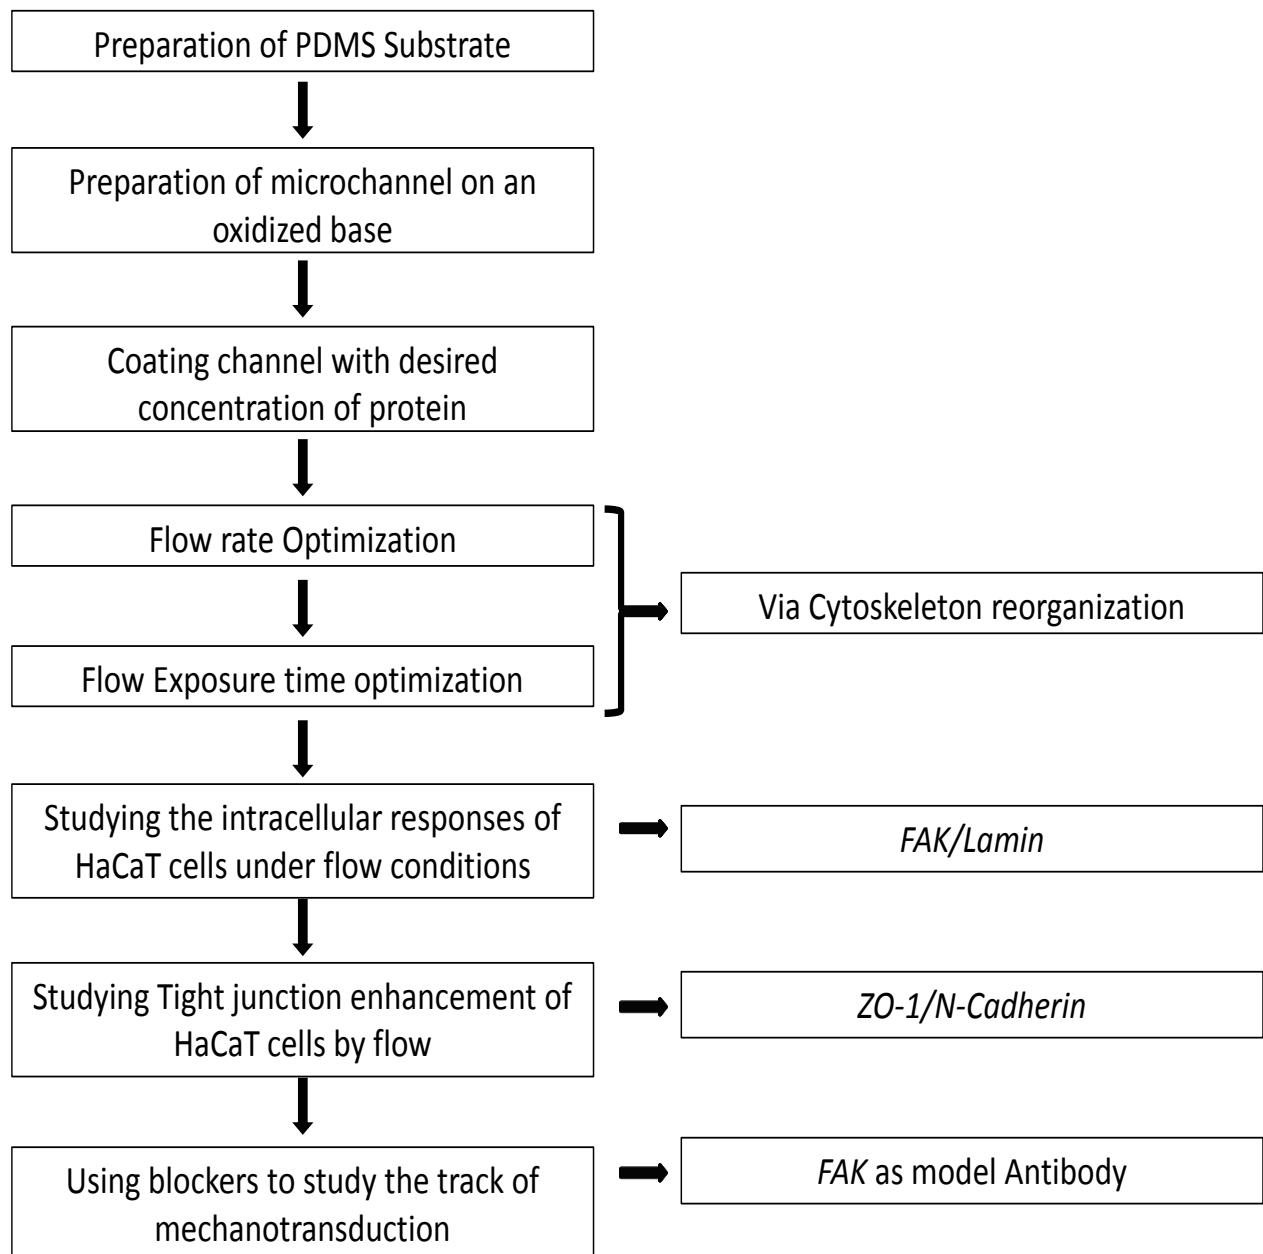 Preparation of PDMS Substrate
Preparation of microchannel on an
oxidized base
Coating channel with desired
concentration of protein
Flow rate Optimization
Via Cytoskeleton reorganization
Flow Exposure time optimization
Studying the intracellular responses of
HaCaT cells under flow conditions
FAK/Lamin
Studying Tight junction enhancement of
HaCaT cells by flow
ZO-1/N-Cadherin
Using blockers to study the track of
mechanotransduction
FAK as model Antibody